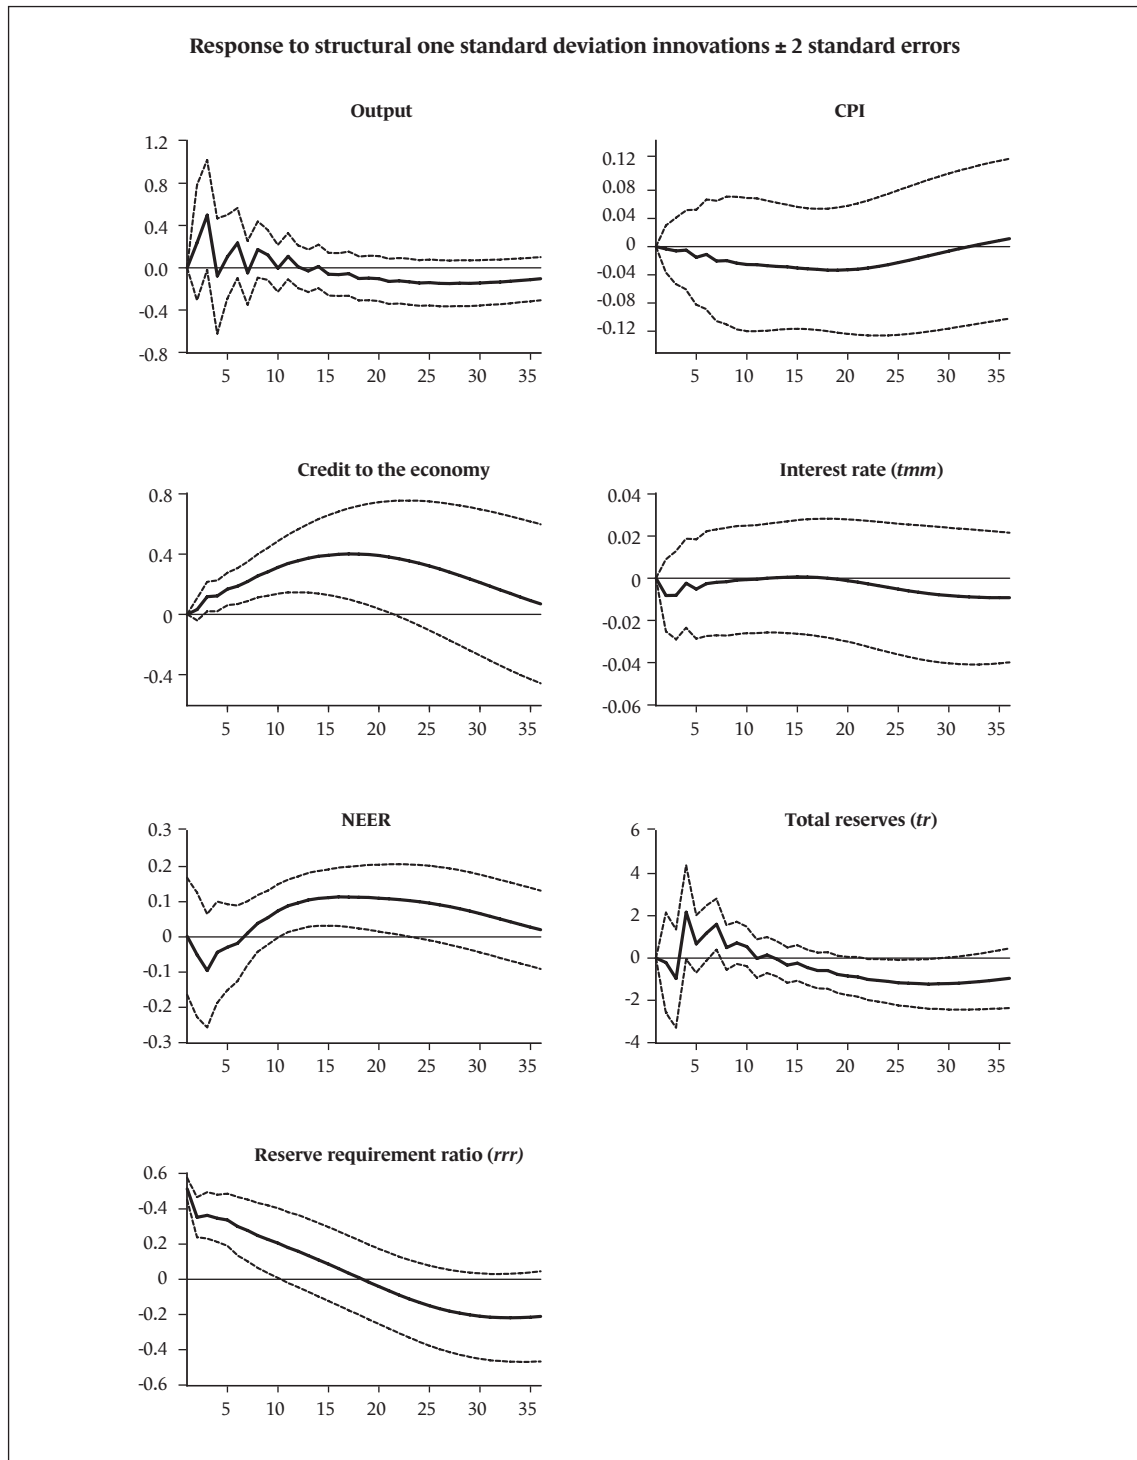 Response to structural one standard deviation innovations ± 2 standard errors
Output
1.2
0.8
0.4
0.0
-0.4
-0.8
5 10 15 20 25 30 35
CPI
0.12
0.08
0.04
0
-0.04
-0.08
-0.12
5 10 15 20 25 30 35
Credit to the economy
0.8
0.4
0
-0.4
5 10 15 20 25 30 35
Interest rate (tmm)
0.04
0.02
0
-0.02
-0.04
-0.06
5 10 15 20 25 30 35
NEER
0.3
0.2
0.1
0
-0.1
-0.2
-0.3
5 10 15 20 25 30 35
Total reserves (tr)
6
4
2
0
-2
-4
5 10 15 20 25 30 35
Reserve requirement ratio (rrr)
0.6
-0.4
0.2
0
-0.2
-0.4
-0.6
5 10 15 20 25 30 35